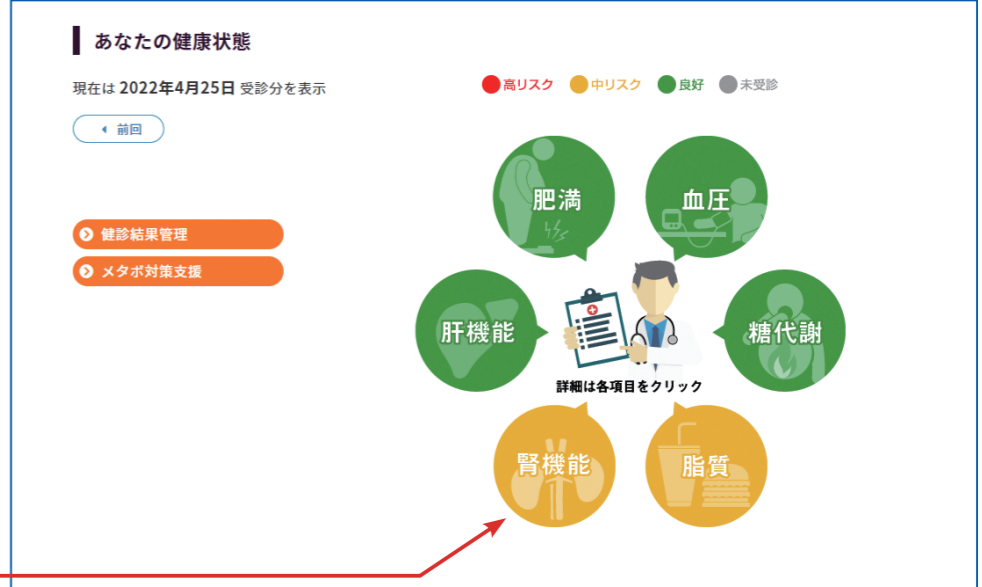 あなたの健康状態
現在は 2022年4月25日 受診分を表示
前回
高リスク 中リスク 良好 未受診
健診結果管理
メタボ対策支援
肥満
血圧
肝機能
糖代謝
詳細は各項目をクリック
腎機能
脂質